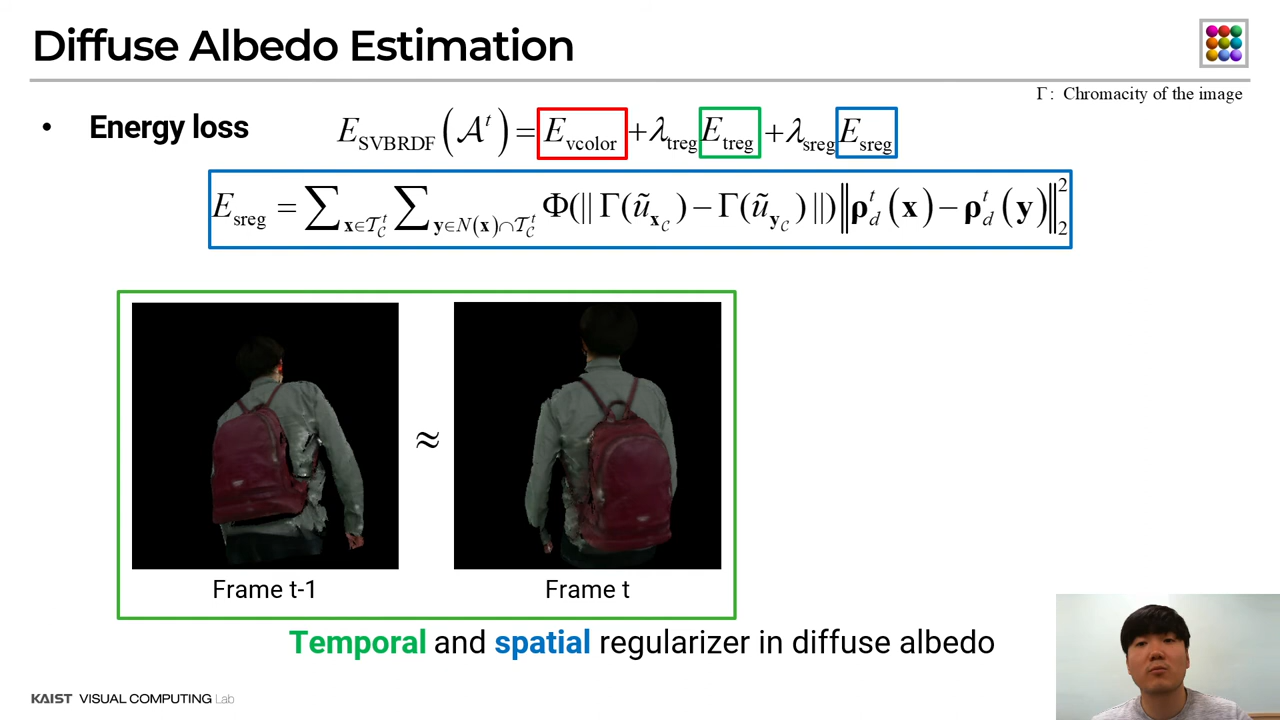 Diffuse Albedo Estimation
Γ : Chromacity of the image
• Energy loss
E_SVBRDF(𝒜^t) = E_vcolor + λ_treg E_treg + λ_sreg E_sreg
E_sreg = ∑_{𝐱∈𝒯_C^t} ∑_{𝐲∈N(𝐱)∩𝒯_C^t} Φ(|| Γ(ũ_{𝐱_C}) − Γ(ũ_{𝐲_C}) ||) ‖𝛒_d^t(𝐱) − 𝛒_d^t(𝐲)‖_2^2
≈
Frame t-1
Frame t
Temporal and spatial regularizer in diffuse albedo
KAIST VISUAL COMPUTING Lab